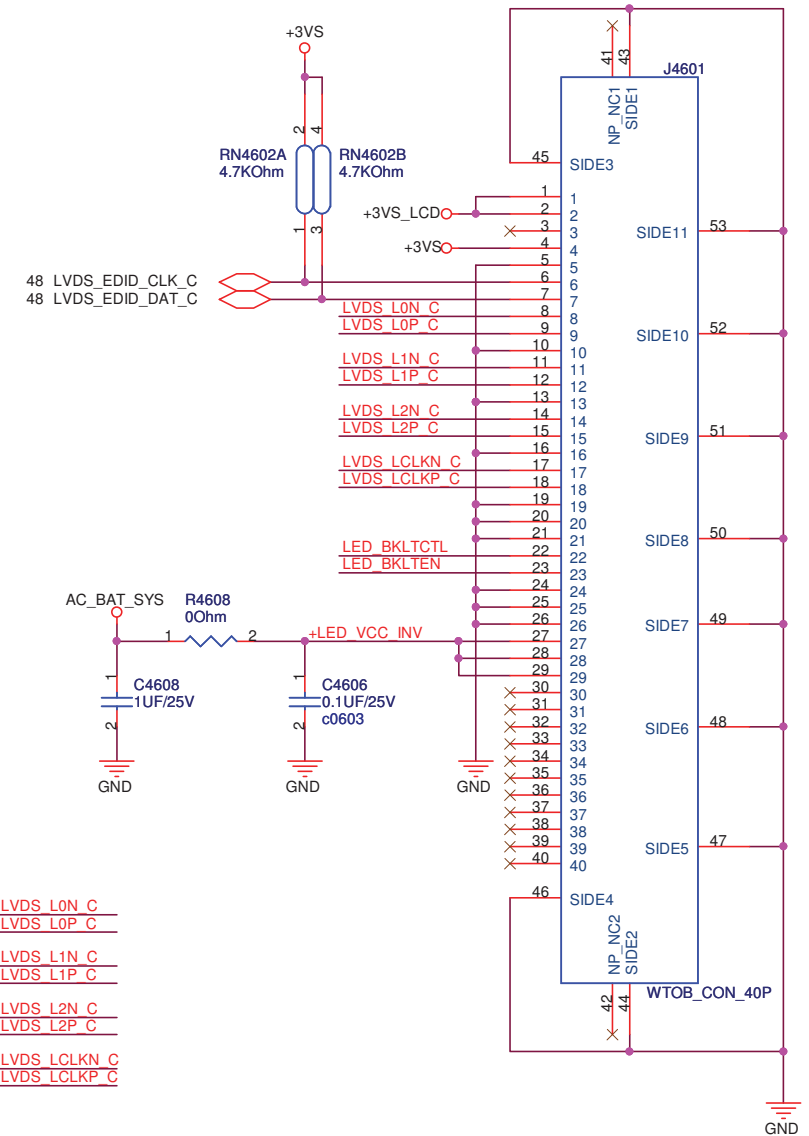 +3VS
J4601
41
43
NP_NC1
SIDE1
2
4
RN4602A
4.7KOhm
RN4602B
4.7KOhm
1
3
45
SIDE3
+3VS_LCD
+3VS
48 LVDS_EDID_CLK_C
48 LVDS_EDID_DAT_C
1 1
2 2
3 3
4 4
5 5
6 6
7 7
LVDS_L0N_C 8 8
LVDS_L0P_C 9 9
10 10
LVDS_L1N_C 11 11
LVDS_L1P_C 12 12
13 13
LVDS_L2N_C 14 14
LVDS_L2P_C 15 15
16 16
LVDS_LCLKN_C 17 17
LVDS_LCLKP_C 18 18
19 19
20 20
21 21
LED_BKLTCTL 22 22
LED_BKLTEN 23 23
24 24
25 25
26 26
27 27
28 28
29 29
30 30
31 31
32 32
33 33
34 34
35 35
36 36
37 37
38 38
39 39
40 40
46 SIDE4
SIDE11 53
SIDE10 52
SIDE9 51
SIDE8 50
SIDE7 49
SIDE6 48
SIDE5 47
AC_BAT_SYS
R4608
0Ohm
1 2
+LED_VCC_INV
1
C4608
1UF/25V
2
GND
1
C4606
0.1UF/25V
c0603
2
GND
GND
NP_NC2
SIDE2
42
44
WTOB_CON_40P
GND
LVDS_L0N_C
LVDS_L0P_C
LVDS_L1N_C
LVDS_L1P_C
LVDS_L2N_C
LVDS_L2P_C
LVDS_LCLKN_C
LVDS_LCLKP_C